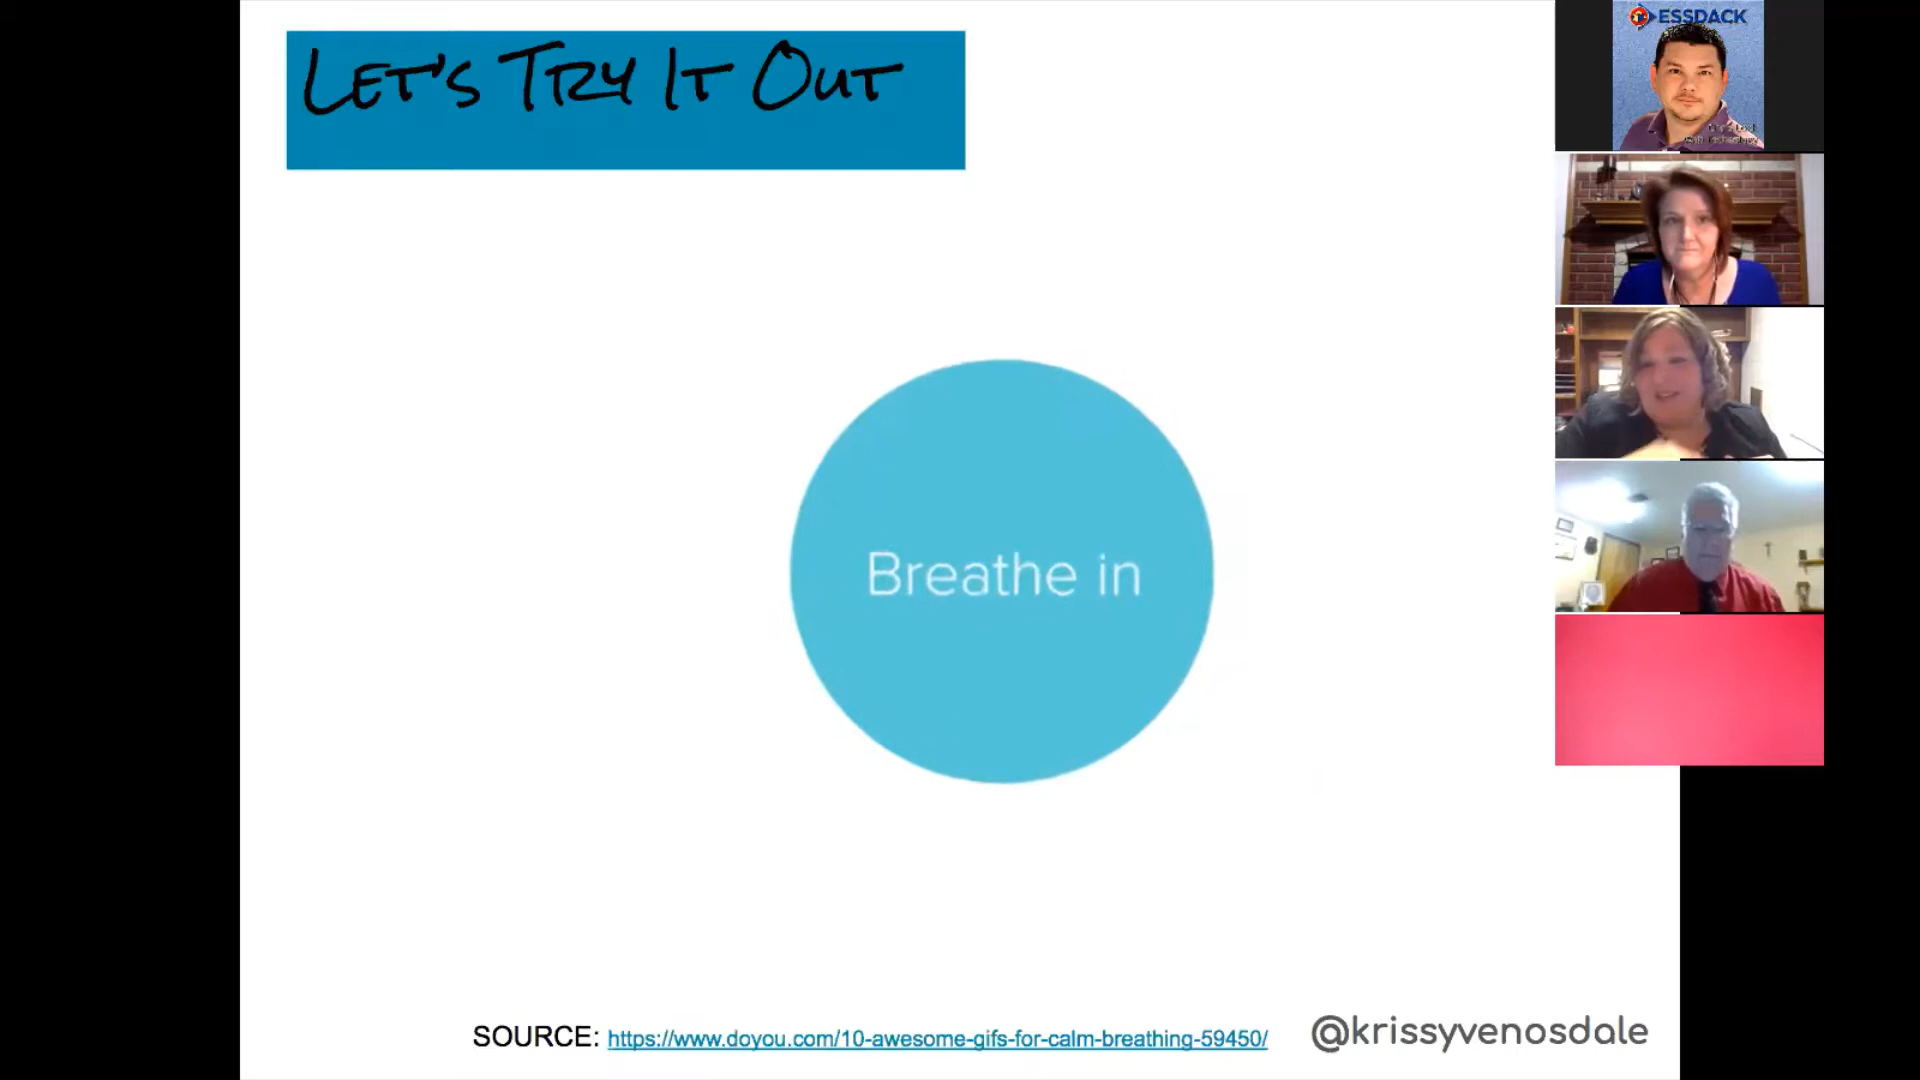 LET'S TRY IT OUT
ESSDACK
Breathe in
SOURCE: https://www.doyou.com/10-awesome-gifs-for-calm-breathing-59450/
@krissyvenosdale